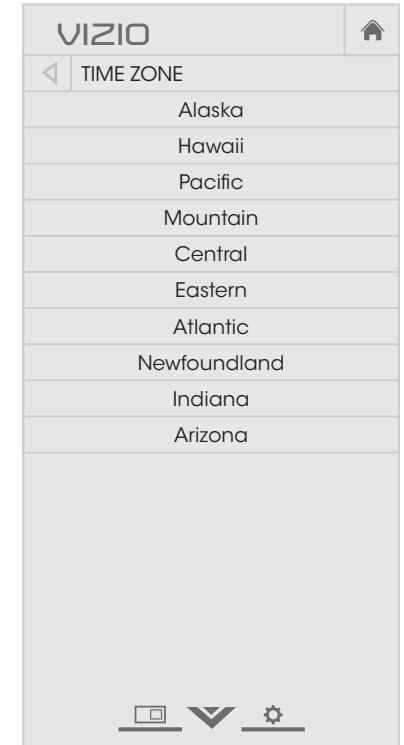 VIZIO
TIME ZONE
Alaska
Hawaii
Pacific
Mountain
Central
Eastern
Atlantic
Newfoundland
Indiana
Arizona